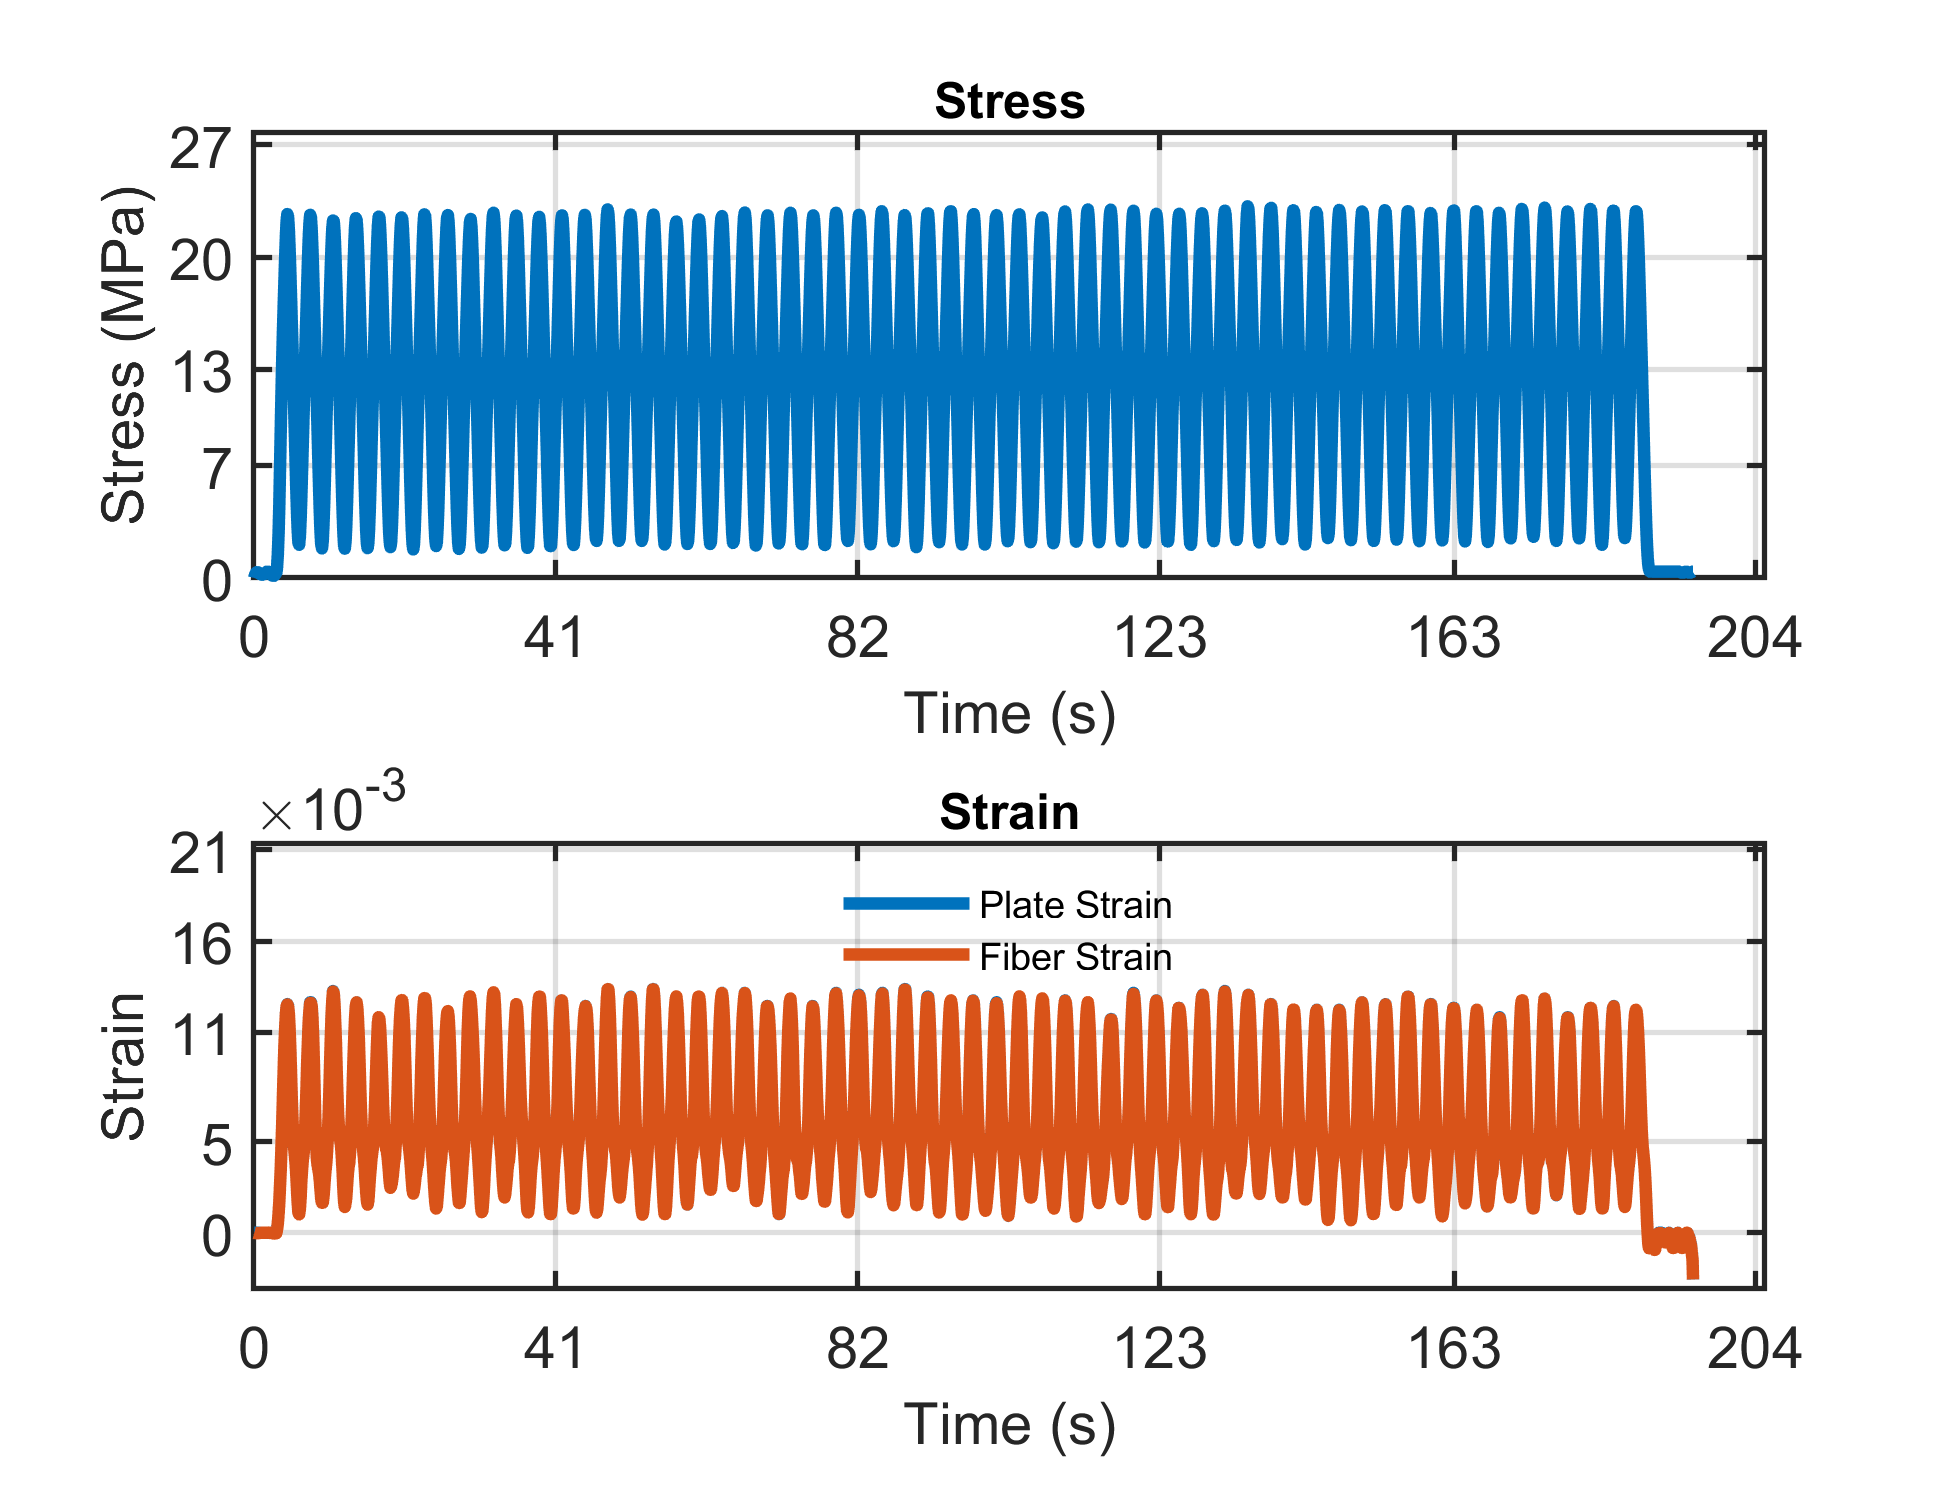 Stress
Stress (MPa)
27
20
13
7
0
0 41 82 123 163 204
Time (s)
×10-3
Strain
Strain
21
16
11
5
0
Plate Strain
Fiber Strain
0 41 82 123 163 204
Time (s)